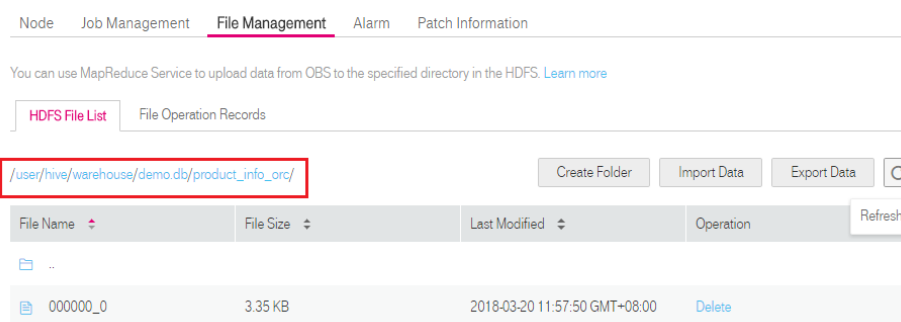 Node Job Management File Management Alarm Patch Information
You can use MapReduce Service to upload data from OBS to the specified directory in the HDFS. Learn more
HDFS File List File Operation Records
/user/hive/warehouse/demo.db/product_info_orc/ Create Folder Import Data Export Data
File Name File Size Last Modified Operation Refresh
..
000000_0 3.35 KB 2018-03-20 11:57:50 GMT+08:00 Delete